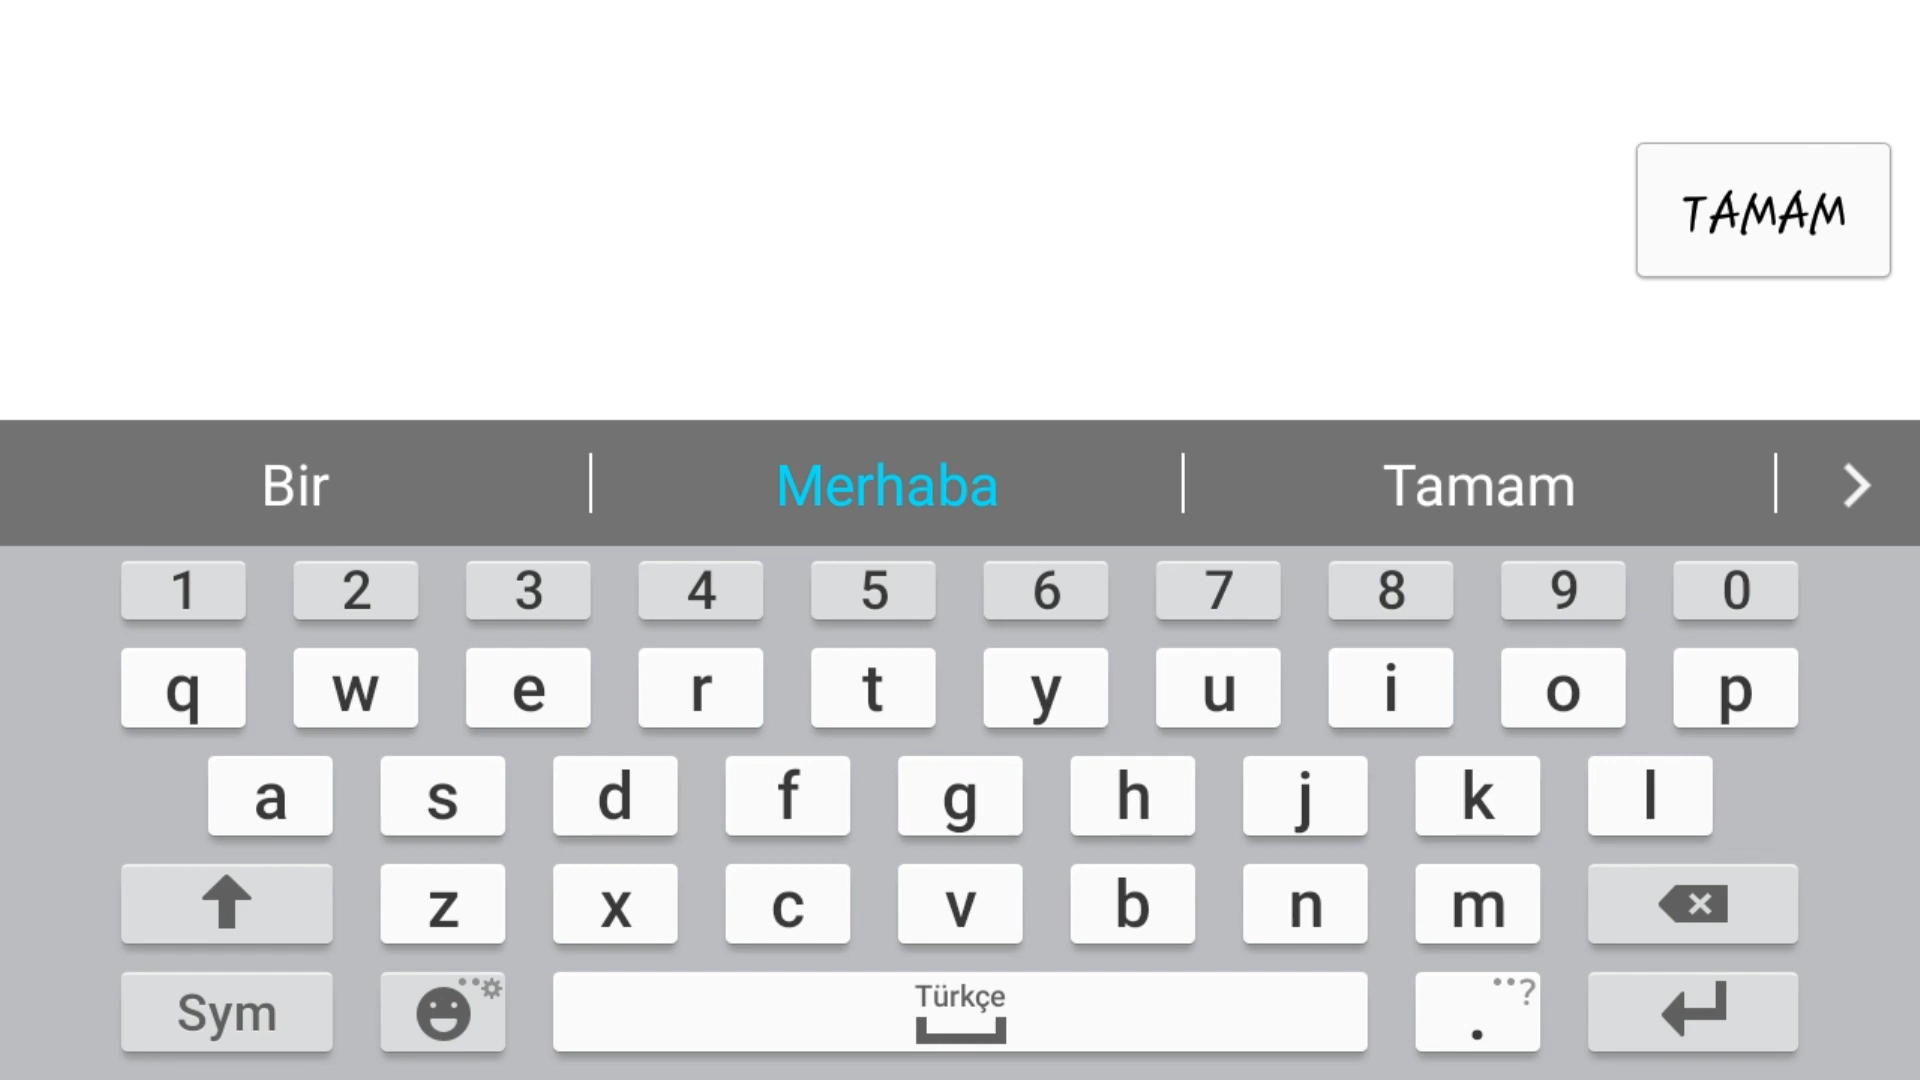 TAMAM
Bir Merhaba Tamam
1 2 3 4 5 6 7 8 9 0
q w e r t y u i o p
a s d f g h j k l
z x c v b n m
Sym Türkçe . ?